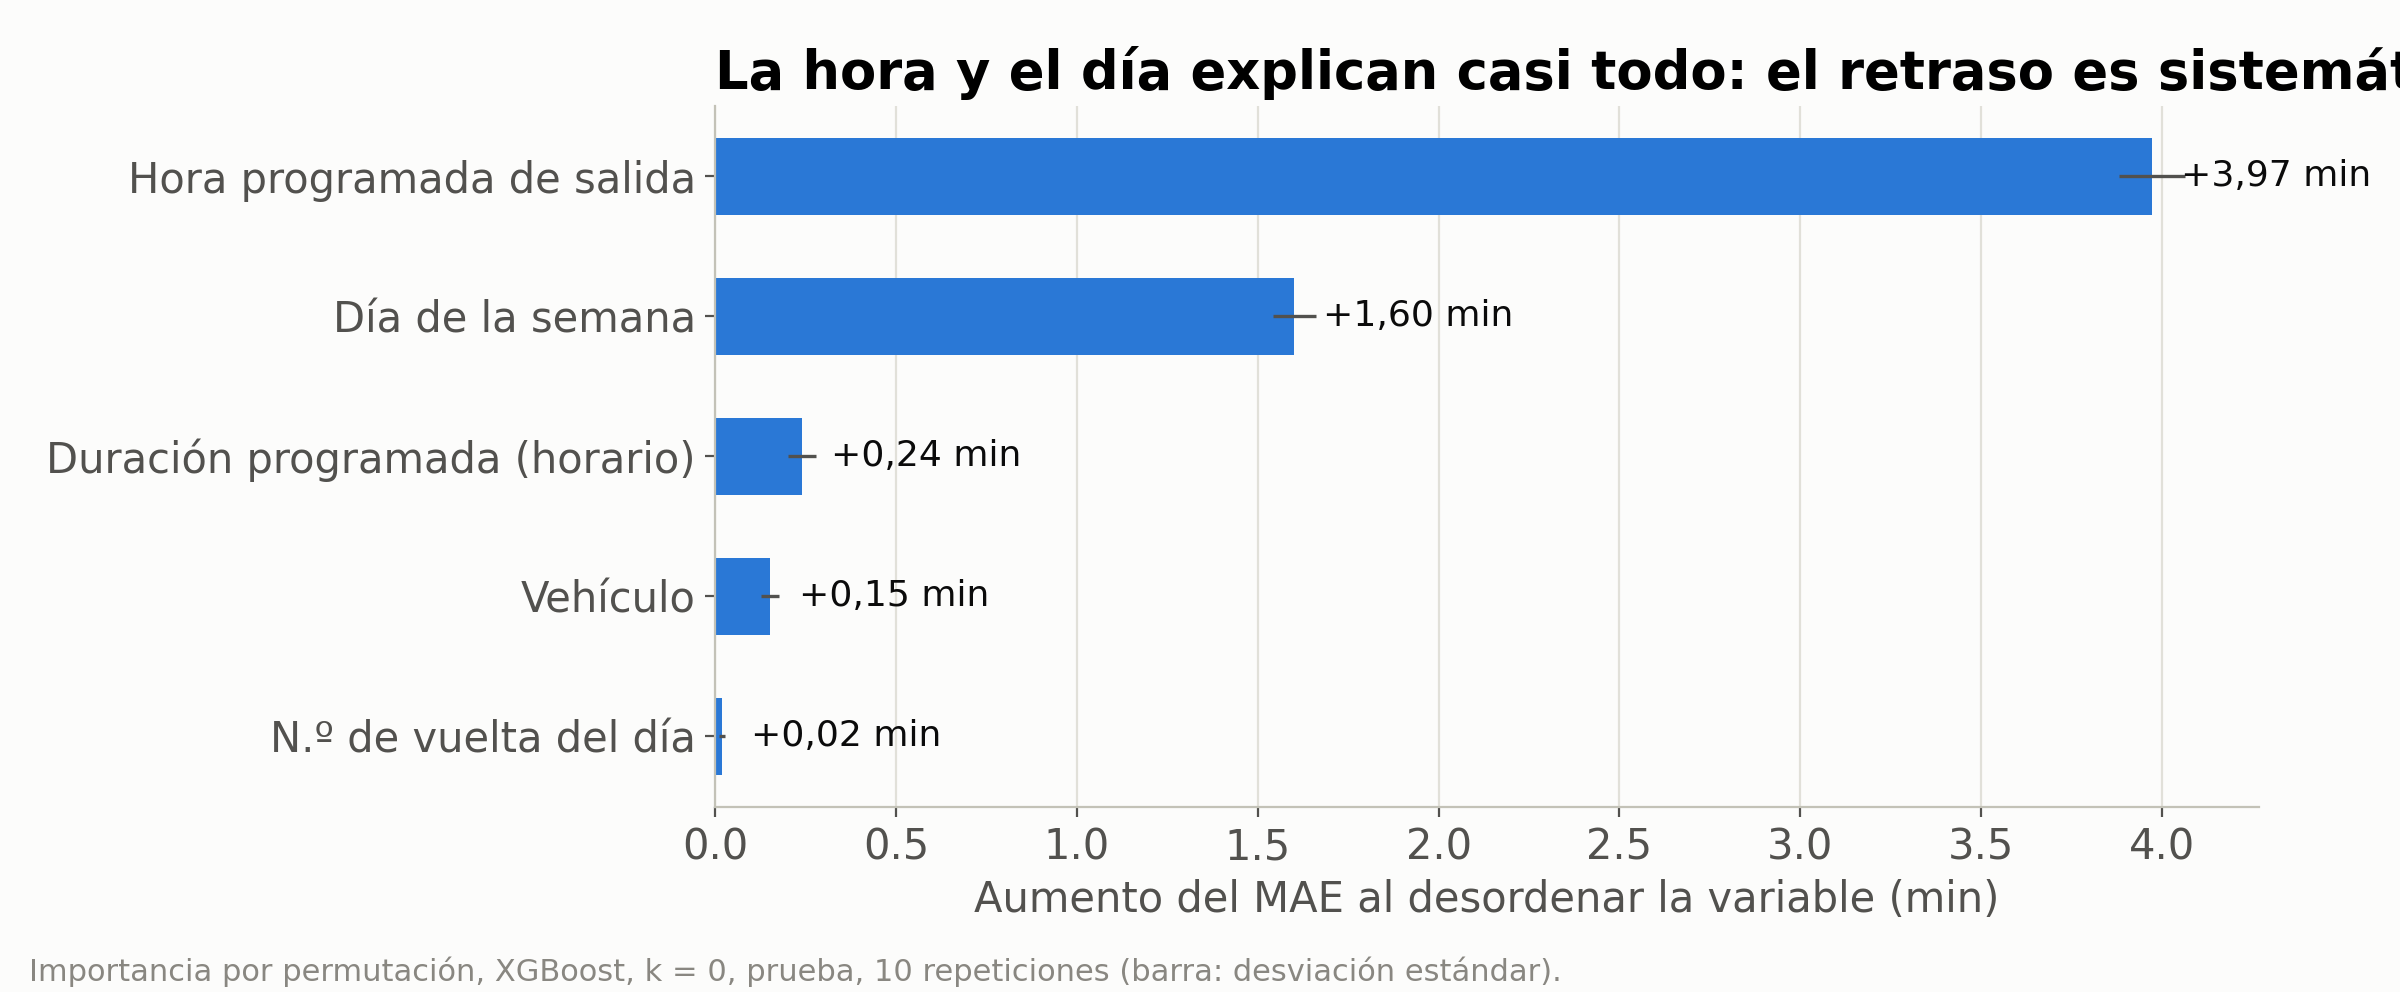 La hora y el día explican casi todo: el retraso es sistemát
Hora programada de salida
+3,97 min
Día de la semana
+1,60 min
Duración programada (horario)
+0,24 min
Vehículo
+0,15 min
N.º de vuelta del día
+0,02 min
0.0 0.5 1.0 1.5 2.0 2.5 3.0 3.5 4.0
Aumento del MAE al desordenar la variable (min)
Importancia por permutación, XGBoost, k = 0, prueba, 10 repeticiones (barra: desviación estándar).